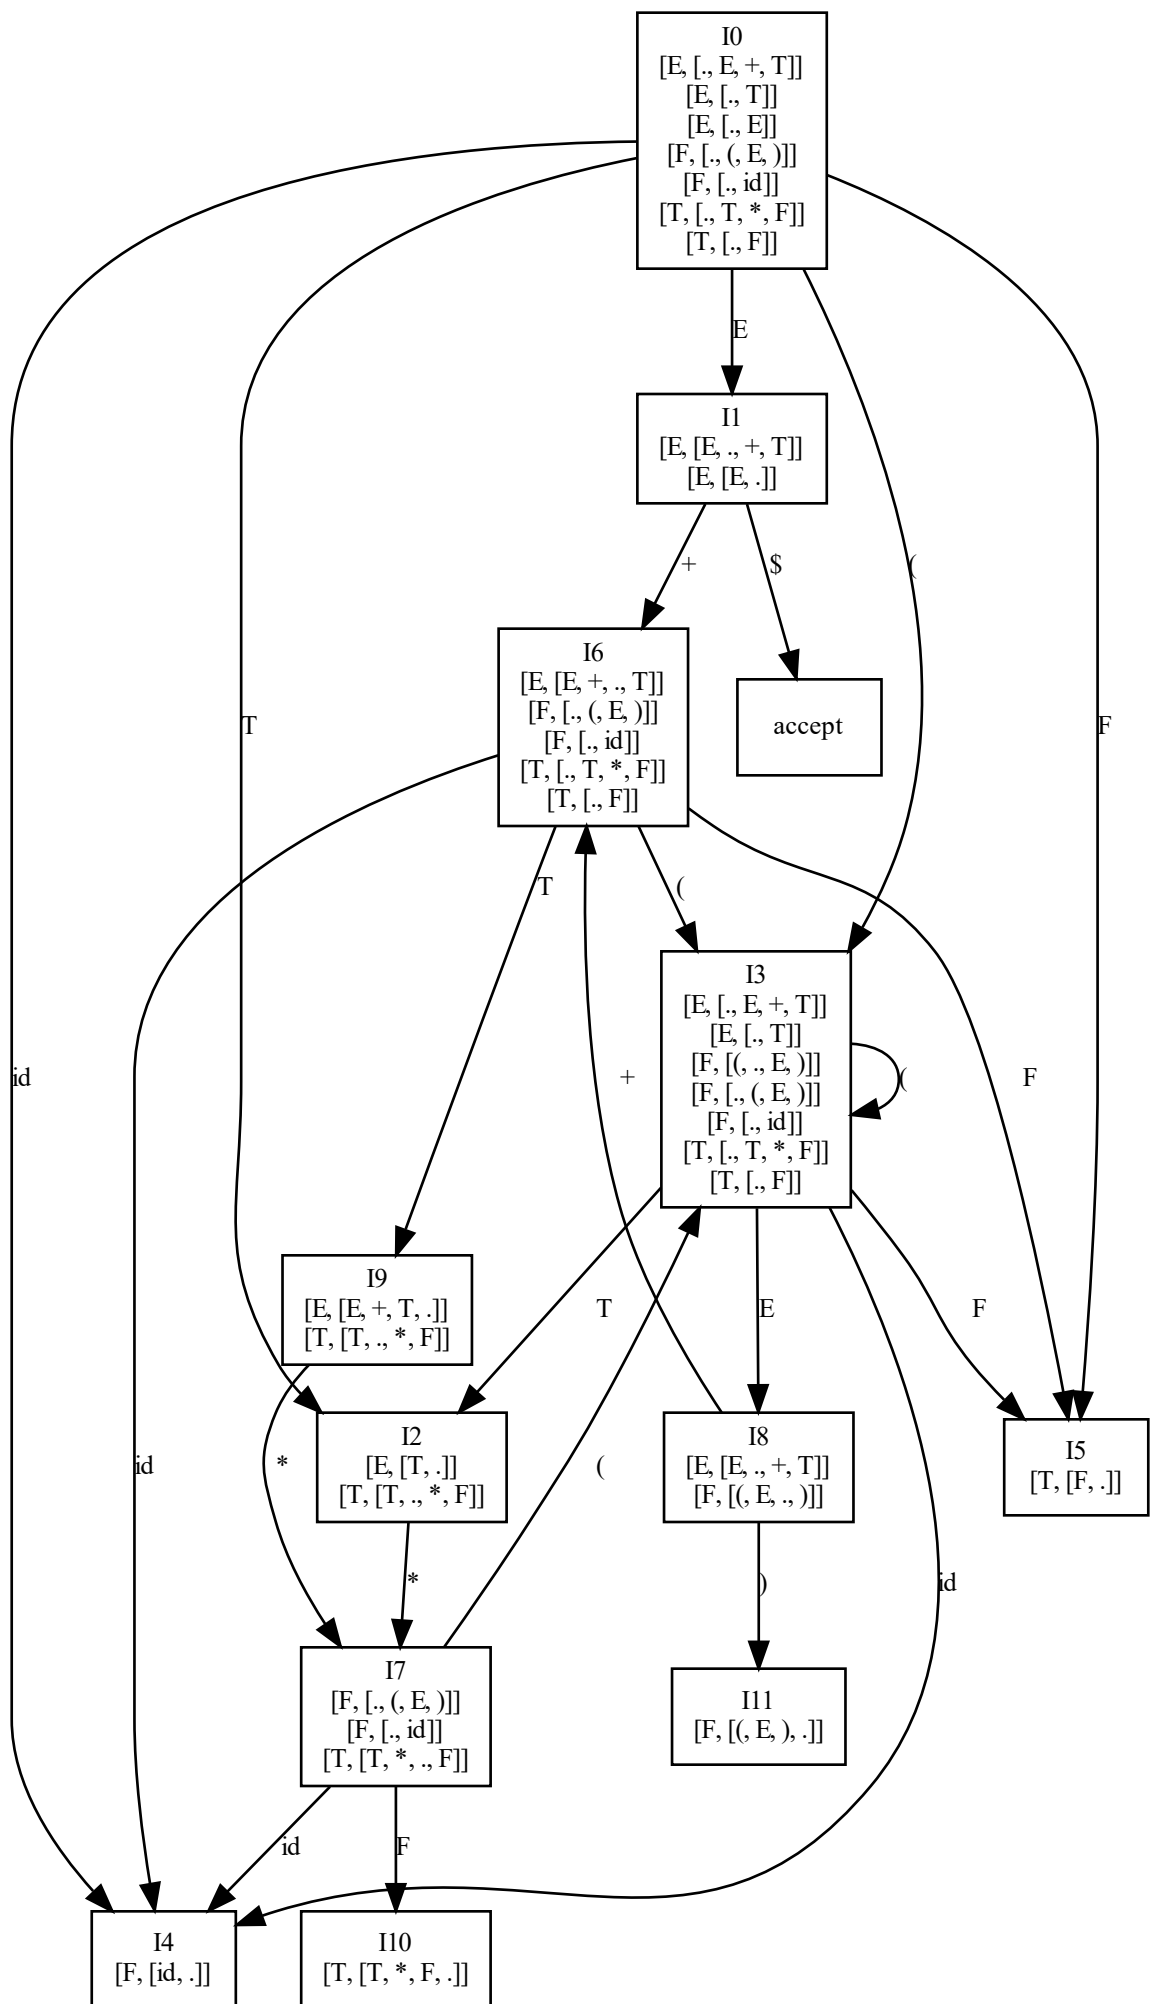 I0
[E, [., E, +, T]]
[E, [., T]]
[E, [., E]]
[F, [., (, E, )]]
[F, [., id]]
[T, [., T, *, F]]
[T, [., F]]
E
I1
[E, [E, ., +, T]]
[E, [E, .]]
+
$
(
I6
[E, [E, +, ., T]]
[F, [., (, E, )]]
[F, [., id]]
[T, [., T, *, F]]
[T, [., F]]
accept
T
F
T
(
I3
[E, [., E, +, T]]
[E, [., T]]
[F, [(, ., E, )]]
[F, [., (, E, )]]
[F, [., id]]
[T, [., T, *, F]]
[T, [., F]]
id
+
(
F
I9
[E, [E, +, T, .]]
[T, [T, ., *, F]]
T
E
F
I2
[E, [T, .]]
[T, [T, ., *, F]]
I8
[E, [E, ., +, T]]
[F, [(, E, ., )]]
I5
[T, [F, .]]
id
*
(
*
)
id
I7
[F, [., (, E, )]]
[F, [., id]]
[T, [T, *, ., F]]
I11
[F, [(, E, ), .]]
id
F
I4
[F, [id, .]]
I10
[T, [T, *, F, .]]